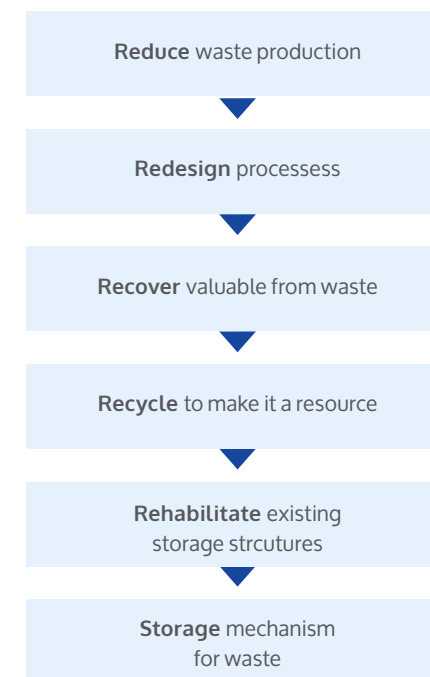 Reduce waste production
Redesign processess
Recover valuable from waste
Recycle to make it a resource
Rehabilitate existing
storage strcutures
Storage mechanism
for waste